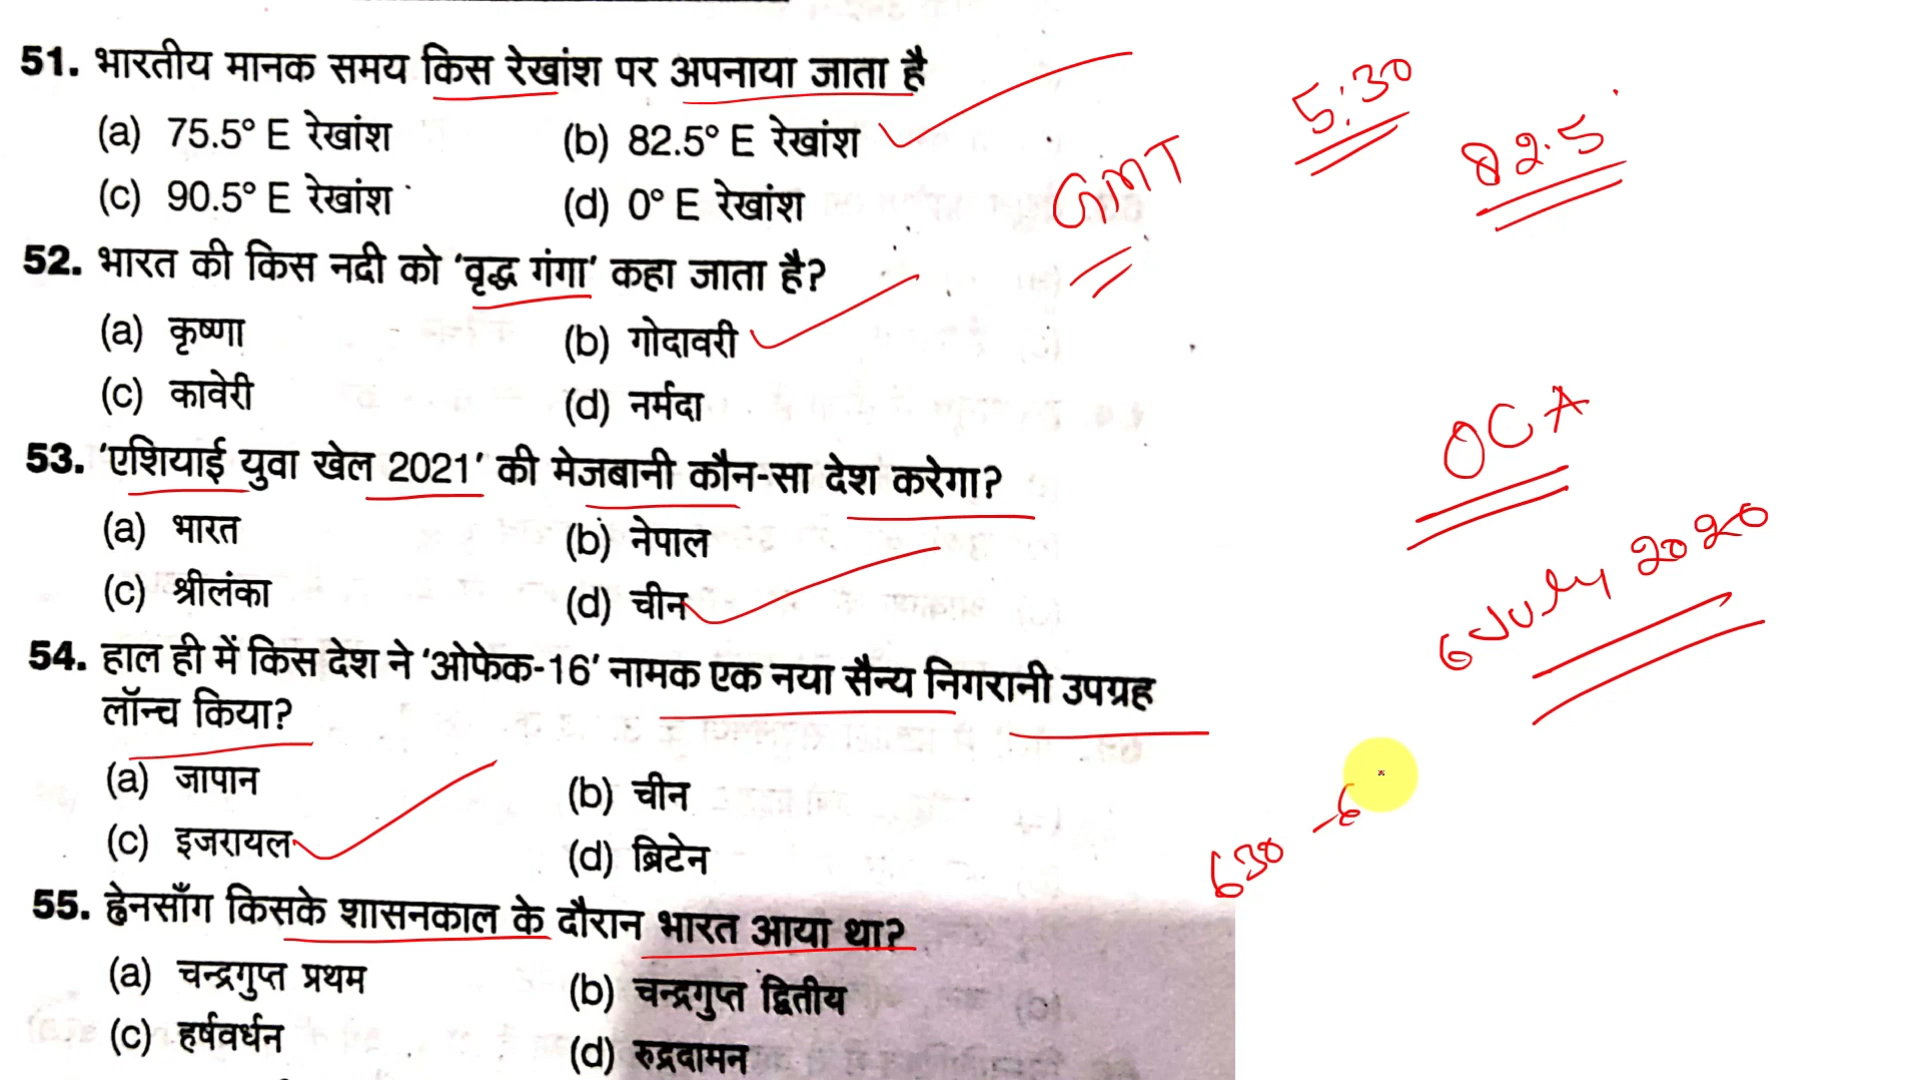 51. भारतीय मानक समय किस रेखांश पर अपनाया जाता है
(a) 75.5° E रेखांश (b) 82.5° E रेखांश
(c) 90.5° E रेखांश (d) 0° E रेखांश
GMT
5:30
82.5
52. भारत की किस नदी को ‘वृद्ध गंगा’ कहा जाता है?
(a) कृष्णा (b) गोदावरी
(c) कावेरी (d) नर्मदा
53. ‘एशियाई युवा खेल 2021’ की मेजबानी कौन-सा देश करेगा?
(a) भारत (b) नेपाल
(c) श्रीलंका (d) चीन
OCA
6 July 2020
54. हाल ही में किस देश ने ‘ओफेक-16’ नामक एक नया सैन्य निगरानी उपग्रह
लॉन्च किया?
(a) जापान (b) चीन
(c) इजरायल (d) ब्रिटेन
630 - 6
55. ह्वेनसाँग किसके शासनकाल के दौरान भारत आया था?
(a) चन्द्रगुप्त प्रथम (b) चन्द्रगुप्त द्वितीय
(c) हर्षवर्धन (d) रुद्रदामन